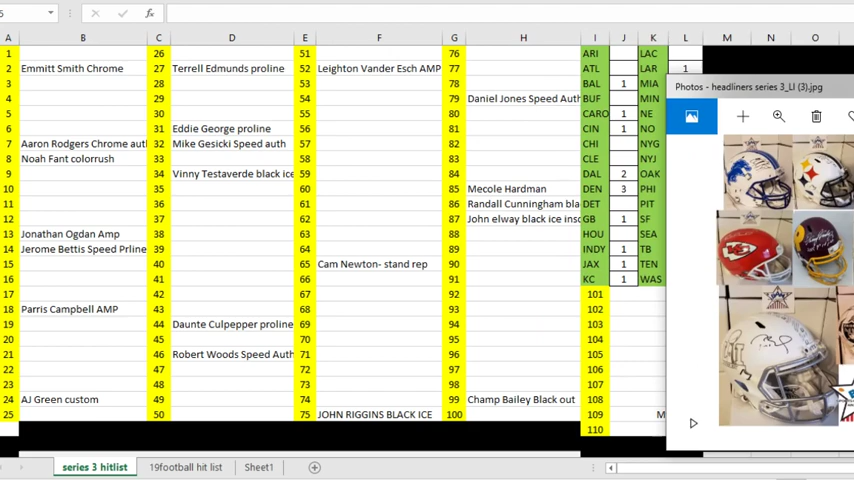 5
fx
A B C D E F G H I J K L M N O
1 26 51 76 ARI LAC
2 Emmitt Smith Chrome 27 Terrell Edmunds proline 52 Leighton Vander Esch AMP 77 ATL LAR 1
3 28 53 78 BAL 1 MIA
4 29 54 79 Daniel Jones Speed Auth BUF MIN
5 30 55 80 CARO 1 NE
6 31 Eddie George proline 56 81 CIN 1 NO
7 Aaron Rodgers Chrome auth 32 Mike Gesicki Speed auth 57 82 CHI NYG
8 Noah Fant colorrush 33 58 83 CLE NYJ
9 34 Vinny Testaverde black ice 59 84 DAL 2 OAK
10 35 60 85 Mecole Hardman DEN 3 PHI
11 36 61 86 Randall Cunningham bla DET PIT
12 37 62 87 John elway black ice insc GB 1 SF
13 Jonathan Ogdan Amp 38 63 88 HOU SEA
14 Jerome Bettis Speed Prline 39 64 89 INDY 1 TB
15 40 65 Cam Newton- stand rep 90 JAX 1 TEN
16 41 66 91 KC 1 WAS
17 42 67 92 101
18 Parris Campbell AMP 43 68 93 102
19 44 Daunte Culpepper proline 69 94 103
20 45 70 95 104
21 46 Robert Woods Speed Auth 71 96 105
22 47 72 97 106
23 48 73 98 107
24 AJ Green custom 49 74 99 Champ Bailey Black out 108
25 50 75 JOHN RIGGINS BLACK ICE 100 109 M
110
Photos - headliners series 3_LI (3).jpg
series 3 hitlist 19football hit list Sheet1